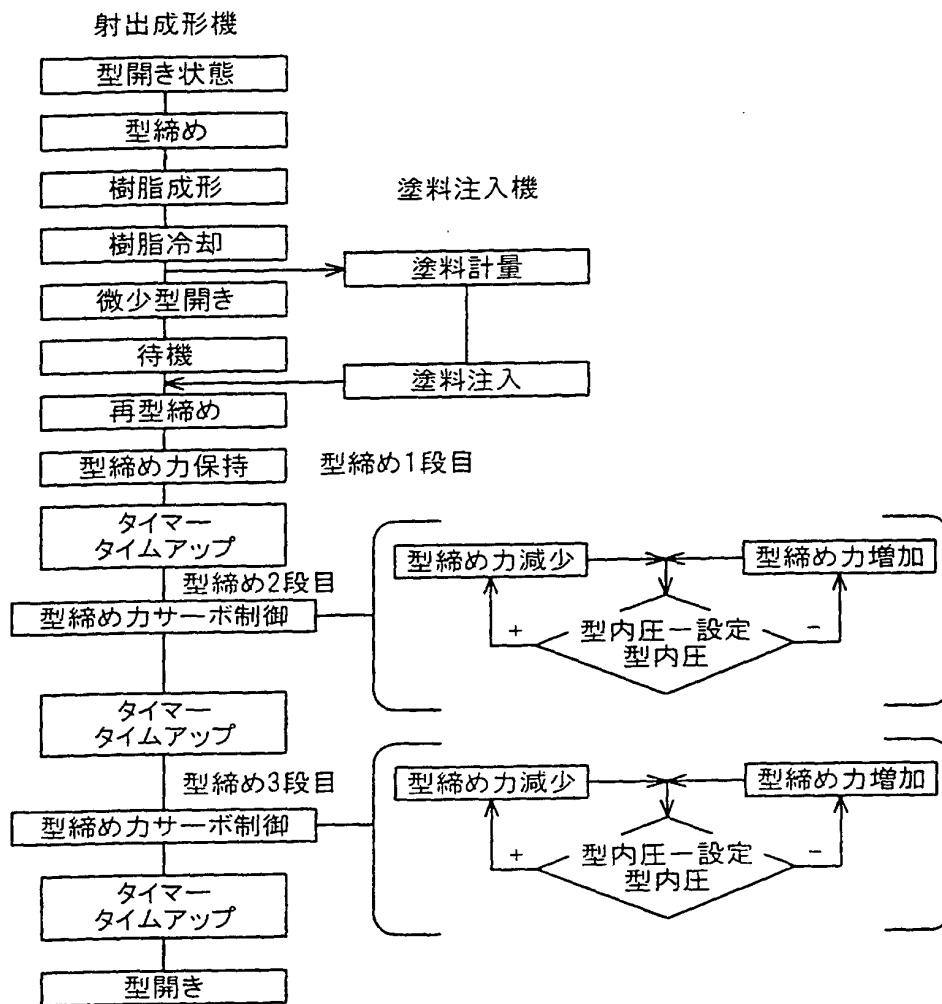 射出成形機
型開き状態
型締め
樹脂成形
塗料注入機
樹脂冷却
塗料計量
微少型開き
待機
塗料注入
再型締め
型締め力保持
型締め1段目
タイマー
タイムアップ
型締め2段目
型締め力サーボ制御
型締め力減少
型締め力増加
+
型内圧ー設定
型内圧
-
タイマー
タイムアップ
型締め3段目
型締め力サーボ制御
型締め力減少
型締め力増加
+
型内圧ー設定
型内圧
-
タイマー
タイムアップ
型開き